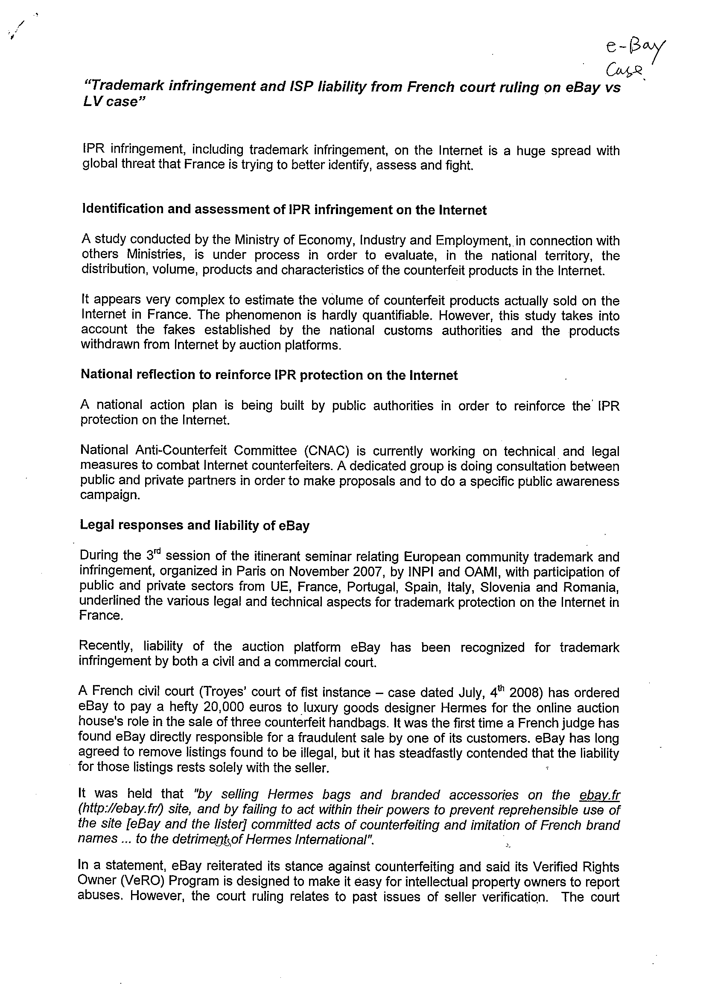 e-Bay
Case.
"Trademark infringement and ISP liability from French court ruling on eBay vs
LV case"
IPR infringement, including trademark infringement, on the Internet is a huge spread with
global threat that France is trying to better identify, assess and fight.
Identification and assessment of IPR infringement on the Internet
A study conducted by the Ministry of Economy, Industry and Employment, in connection with
others Ministries, is under process in order to evaluate, in the national territory, the
distribution, volume, products and characteristics of the counterfeit products in the Internet.
It appears very complex to estimate the volume of counterfeit products actually sold on the
Internet in France. The phenomenon is hardly quantifiable. However, this study takes into
account the fakes established by the national customs authorities and the products
withdrawn from Internet by auction platforms.
National reflection to reinforce IPR protection on the Internet
A national action plan is being built by public authorities in order to reinforce the IPR
protection on the Internet.
National Anti-Counterfeit Committee (CNAC) is currently working on technical and legal
measures to combat Internet counterfeiters. A dedicated group is doing consultation between
public and private partners in order to make proposals and to do a specific public awareness
campaign.
Legal responses and liability of eBay
During the 3rd session of the itinerant seminar relating European community trademark and
infringement, organized in Paris on November 2007, by INPI and OAMI, with participation of
public and private sectors from UE, France, Portugal, Spain, Italy, Slovenia and Romania,
underlined the various legal and technical aspects for trademark protection on the Internet in
France.
Recently, liability of the auction platform eBay has been recognized for trademark
infringement by both a civil and a commercial court.
A French civil court (Troyes' court of fist instance – case dated July, 4th 2008) has ordered
eBay to pay a hefty 20,000 euros to luxury goods designer Hermes for the online auction
house's role in the sale of three counterfeit handbags. It was the first time a French judge has
found eBay directly responsible for a fraudulent sale by one of its customers. eBay has long
agreed to remove listings found to be illegal, but it has steadfastly contended that the liability
for those listings rests solely with the seller.
It was held that "by selling Hermes bags and branded accessories on the ebay.fr
(http://ebay.fr/) site, and by failing to act within their powers to prevent reprehensible use of
the site [eBay and the lister] committed acts of counterfeiting and imitation of French brand
names ... to the detriment of Hermes International".
In a statement, eBay reiterated its stance against counterfeiting and said its Verified Rights
Owner (VeRO) Program is designed to make it easy for intellectual property owners to report
abuses. However, the court ruling relates to past issues of seller verification. The court